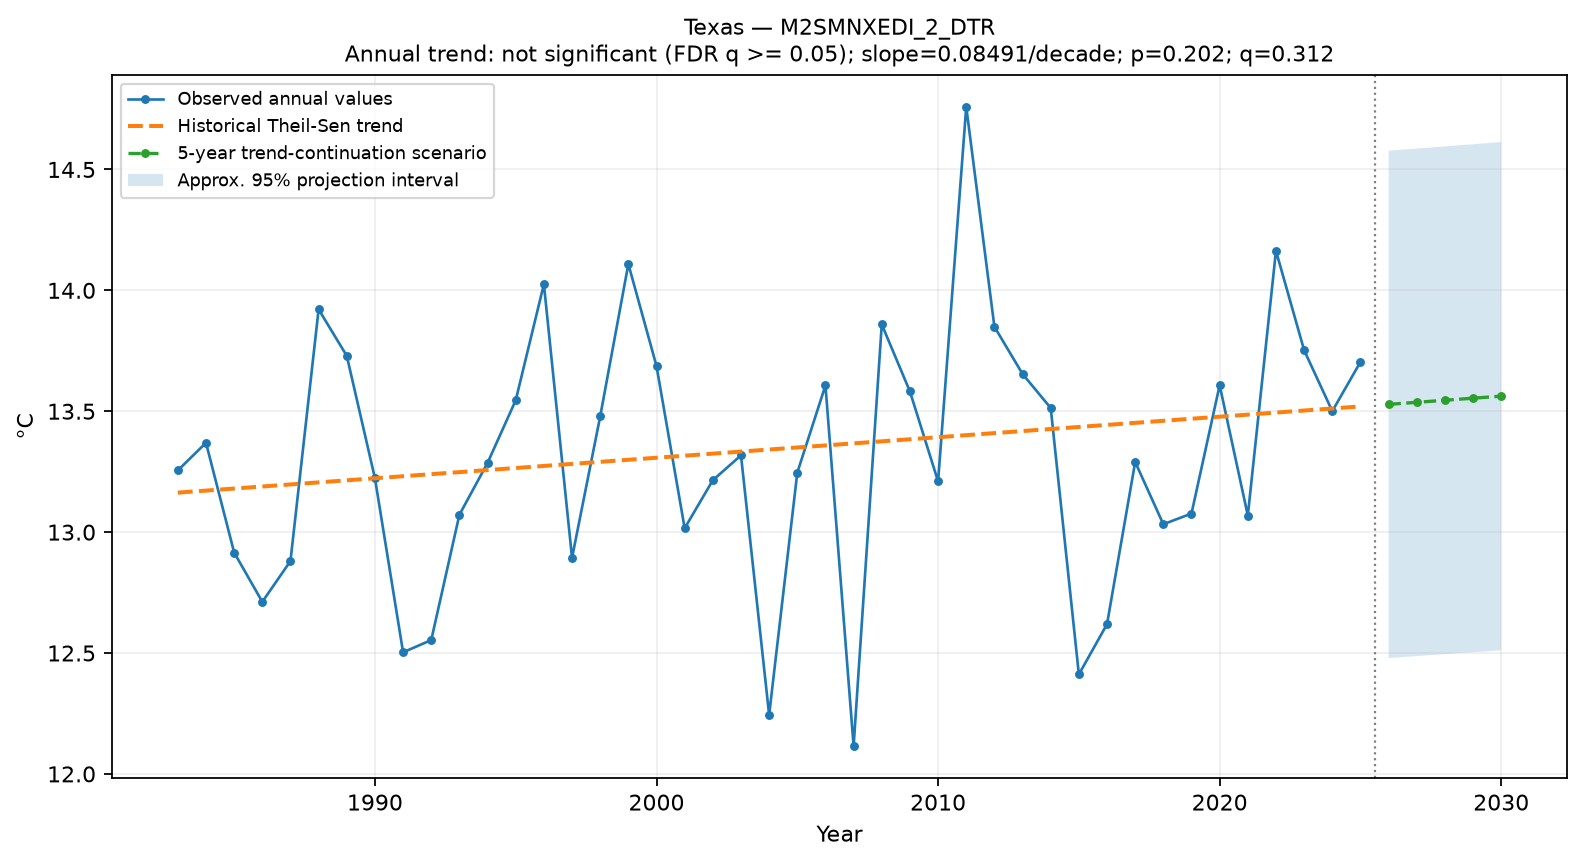 Texas — M2SMNXEDI_2_DTR
Annual trend: not significant (FDR q >= 0.05); slope=0.08491/decade; p=0.202; q=0.312
Observed annual values
Historical Theil-Sen trend
5-year trend-continuation scenario
Approx. 95% projection interval
14.5
14.0
13.5
13.0
12.5
12.0
°C
1990 2000 2010 2020 2030
Year